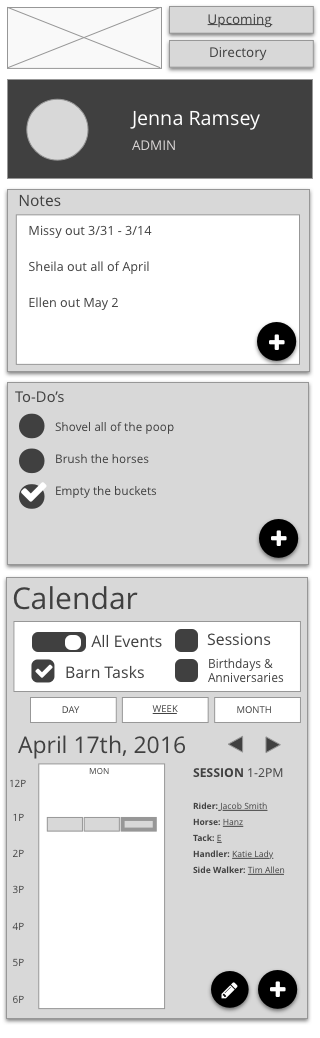 Upcoming
Directory
Jenna Ramsey
ADMIN
Notes
Missy out 3/31 - 3/14
Sheila out all of April
Ellen out May 2
To-Do's
Shovel all of the poop
Brush the horses
Empty the buckets
Calendar
All Events
Sessions
Barn Tasks
Birthdays &
Anniversaries
DAY
WEEK
MONTH
April 17th, 2016
MON
12P
1P
2P
3P
4P
5P
6P
SESSION 1-2PM
Rider: Jacob Smith
Horse: Hanz
Tack: E
Handler: Katie Lady
Side Walker: Tim Allen